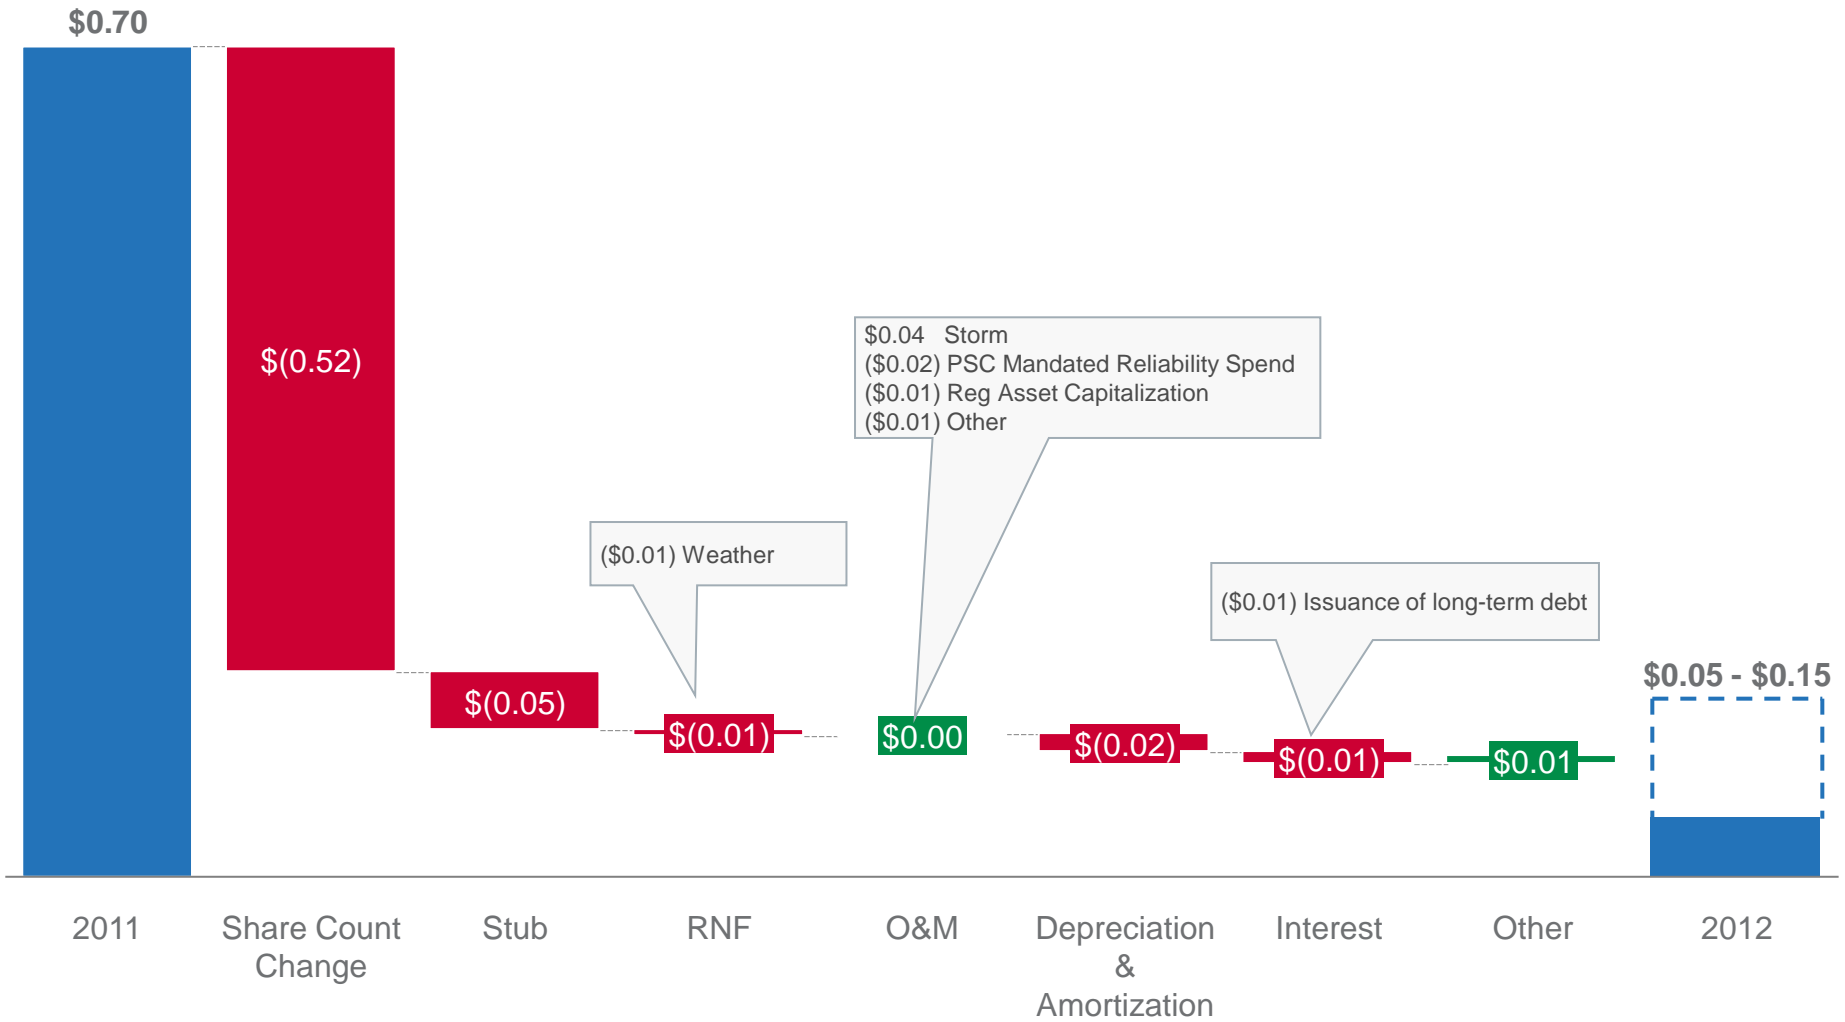 $0.70
$(0.52)
$0.04 Storm
($0.02) PSC Mandated Reliability Spend
($0.01) Reg Asset Capitalization
($0.01) Other
($0.01) Weather
($0.01) Issuance of long-term debt
$0.05 - $0.15
$(0.05)
$(0.01)
$0.00
$(0.02)
$(0.01)
$0.01
2011
Share Count
Change
Stub
RNF
O&M
Depreciation
&
Amortization
Interest
Other
2012